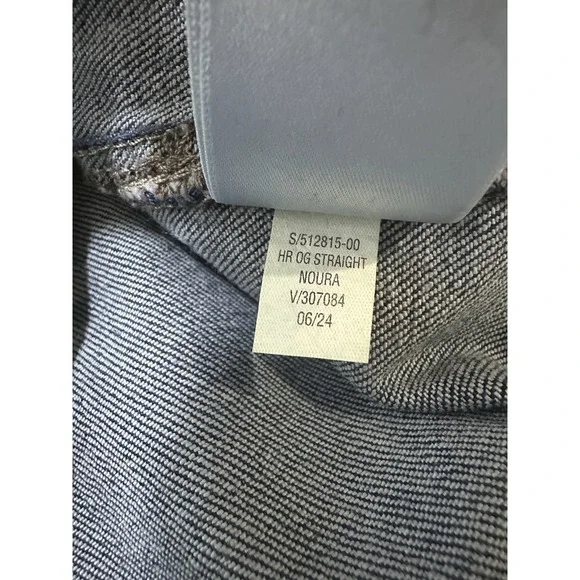 S/512815-00
HR OG STRAIGHT
NOURA
V/307084
06/24